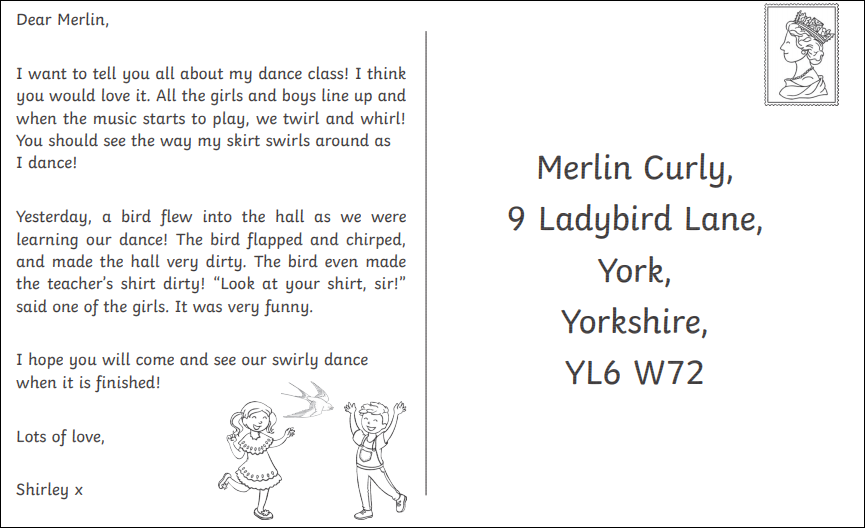 Dear Merlin,
I want to tell you all about my dance class! I think
you would love it. All the girls and boys line up and
when the music starts to play, we twirl and whirl!
You should see the way my skirt swirls around as
I dance!
Yesterday, a bird flew into the hall as we were
learning our dance! The bird flapped and chirped,
and made the hall very dirty. The bird even made
the teacher’s shirt dirty! “Look at your shirt, sir!”
said one of the girls. It was very funny.
I hope you will come and see our swirly dance
when it is finished!
Lots of love,
Shirley x
Merlin Curly,
9 Ladybird Lane,
York,
Yorkshire,
YL6 W72